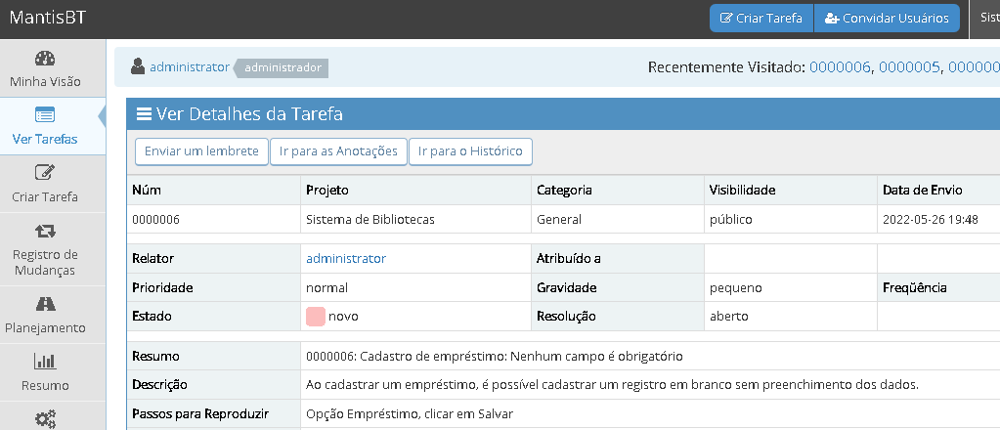 MantisBT
Criar Tarefa
Convidar Usuários
Sist
administrator
administrador
Recentemente Visitado: 0000006, 0000005, 000000
Minha Visão
Ver Tarefas
Criar Tarefa
Registro de
Mudanças
Planejamento
Resumo
Ver Detalhes da Tarefa
Enviar um lembrete
Ir para as Anotações
Ir para o Histórico
Núm Projeto Categoria Visibilidade Data de Envio
0000006 Sistema de Bibliotecas General público 2022-05-26 19:48
Relator administrator Atribuído a
Prioridade normal Gravidade pequeno Freqüência
Estado novo Resolução aberto
Resumo 0000006: Cadastro de empréstimo: Nenhum campo é obrigatório
Descrição Ao cadastrar um empréstimo, é possível cadastrar um registro em branco sem preenchimento dos dados.
Passos para Reproduzir Opção Empréstimo, clicar em Salvar